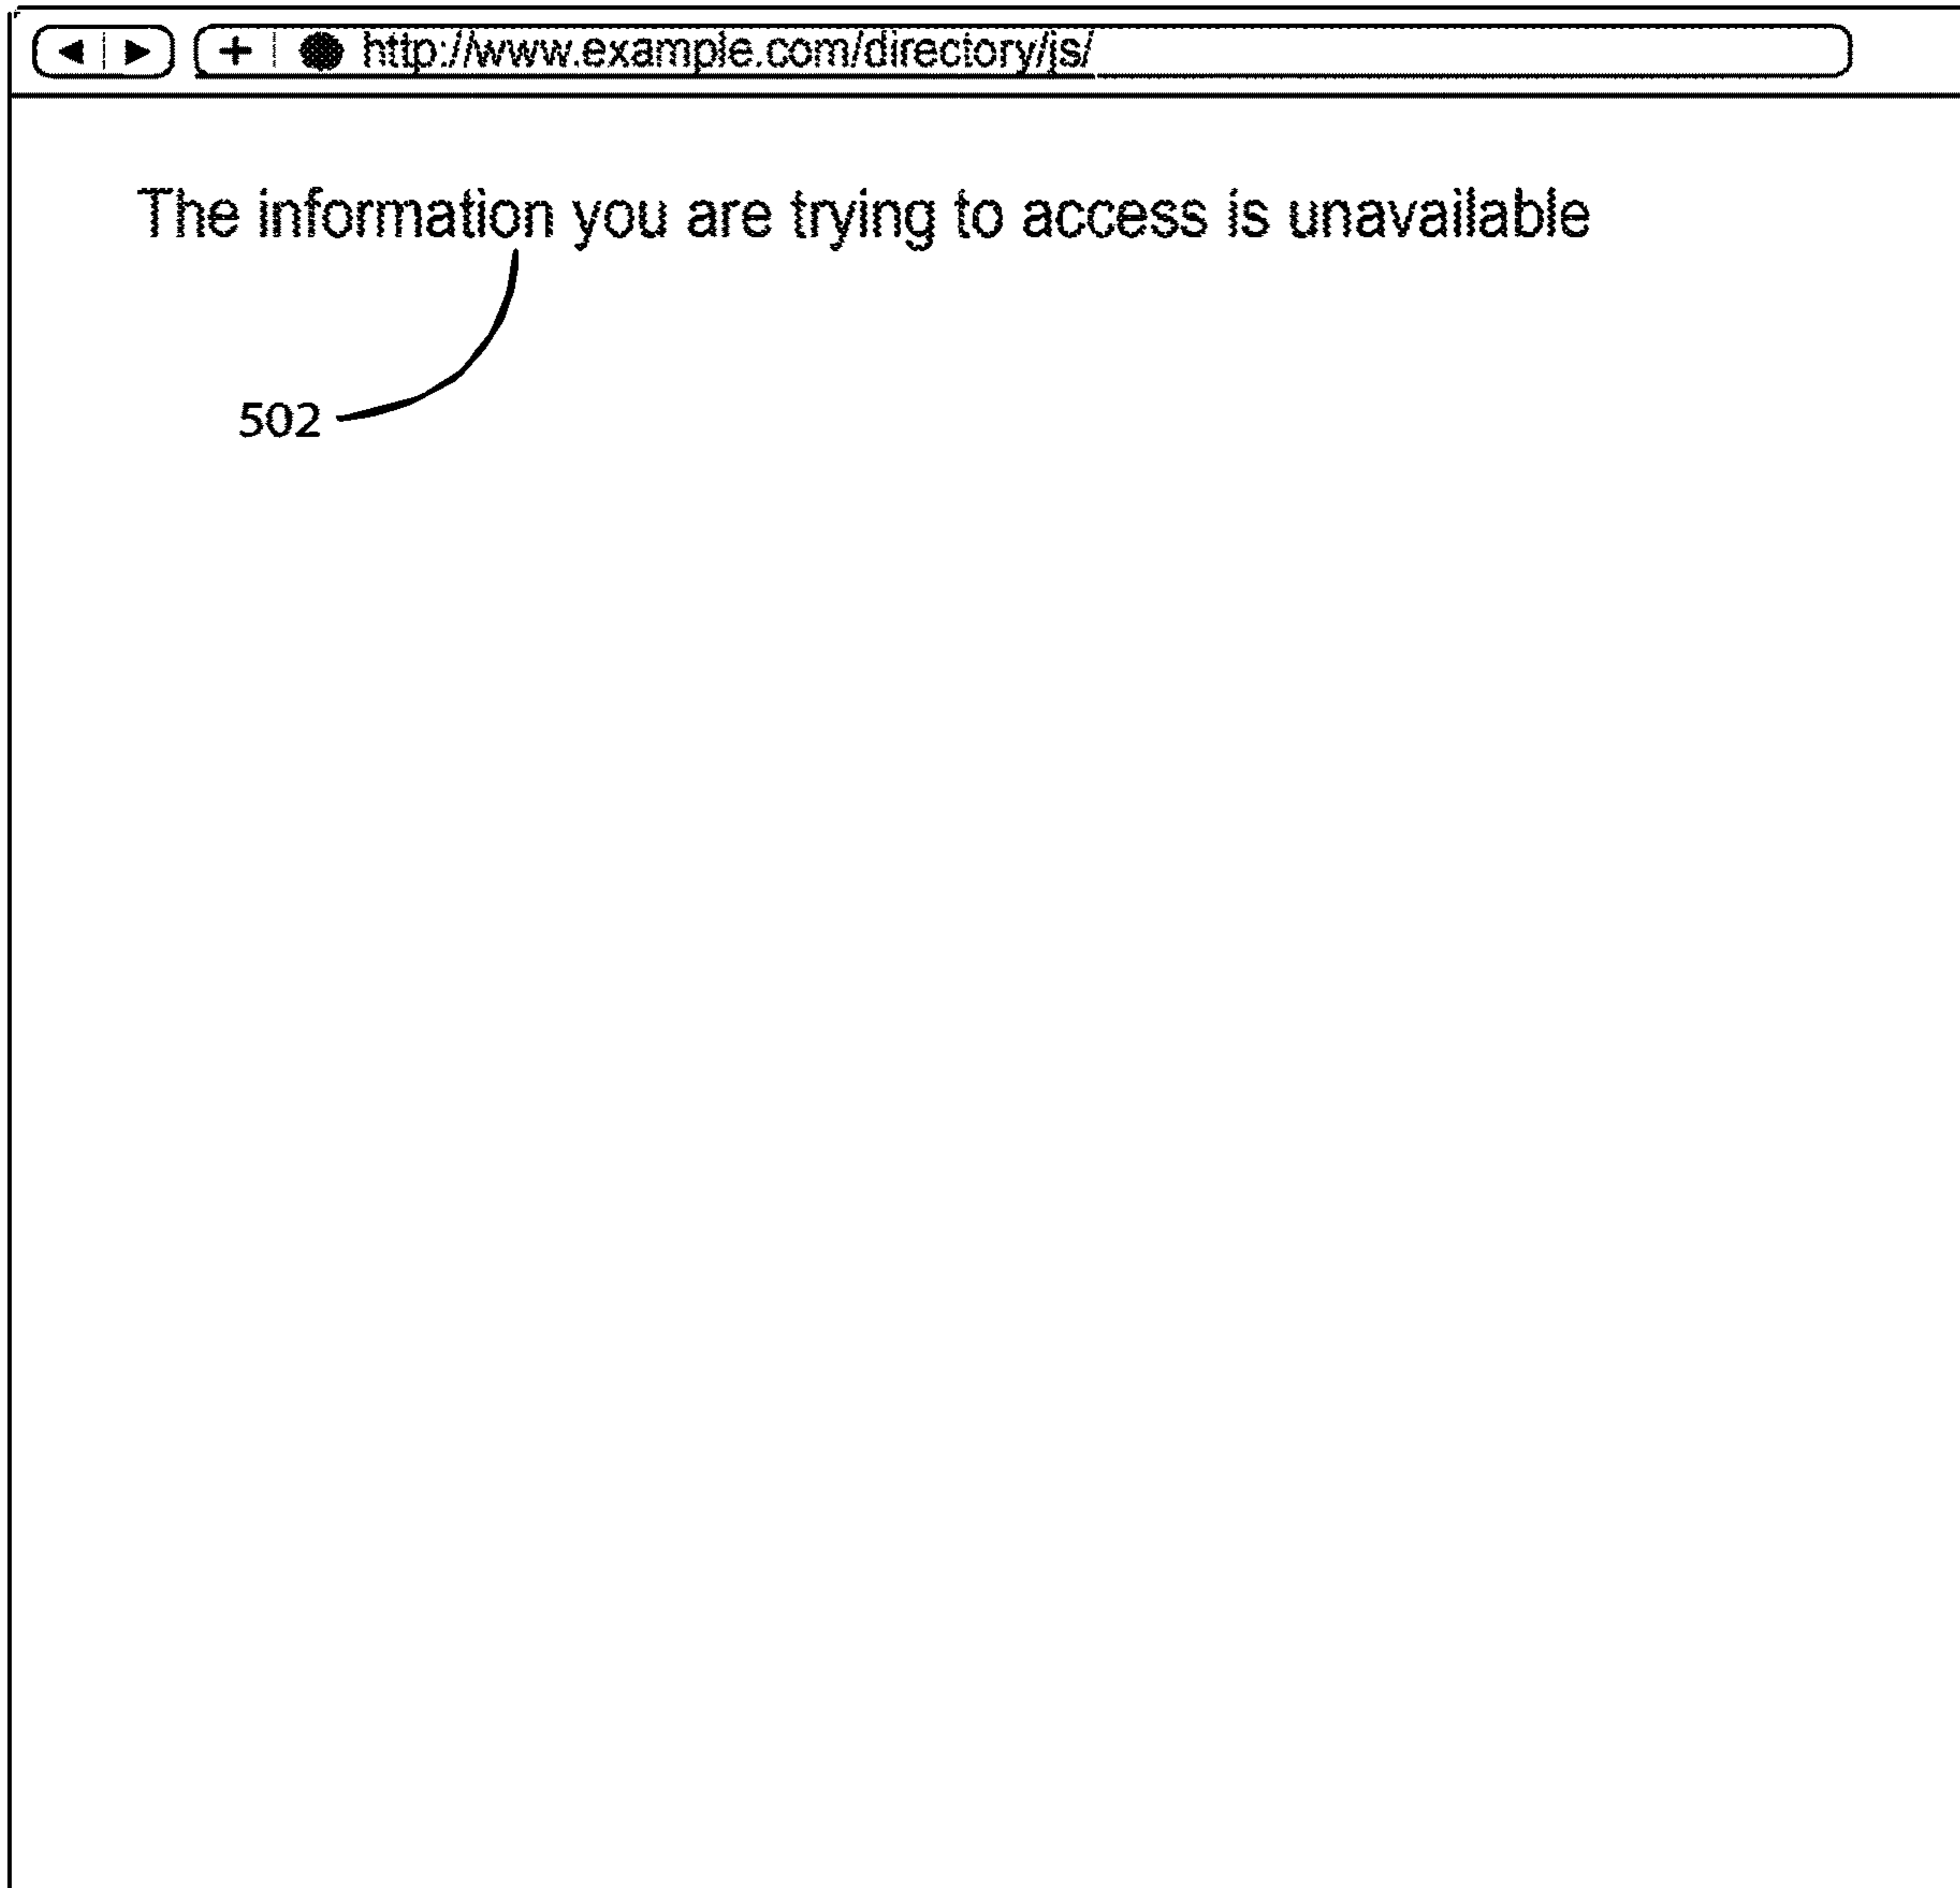 http://www.example.com/directory/js/
The information you are trying to access is unavailable
502